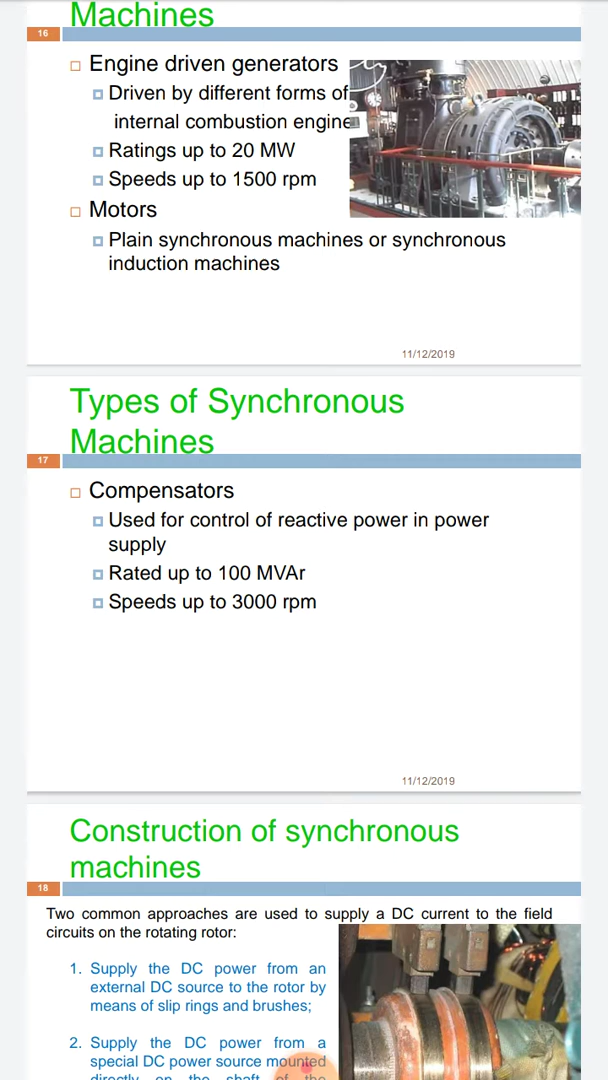 Machines
16
Engine driven generators
Driven by different forms of
internal combustion engine
Ratings up to 20 MW
Speeds up to 1500 rpm
Motors
Plain synchronous machines or synchronous
induction machines
11/12/2019
Types of Synchronous
Machines
17
Compensators
Used for control of reactive power in power
supply
Rated up to 100 MVAr
Speeds up to 3000 rpm
11/12/2019
Construction of synchronous
machines
18
Two common approaches are used to supply a DC current to the field
circuits on the rotating rotor:
1. Supply the DC power from an
external DC source to the rotor by
means of slip rings and brushes;
2. Supply the DC power from a
special DC power source mounted
directly on the shaft of the